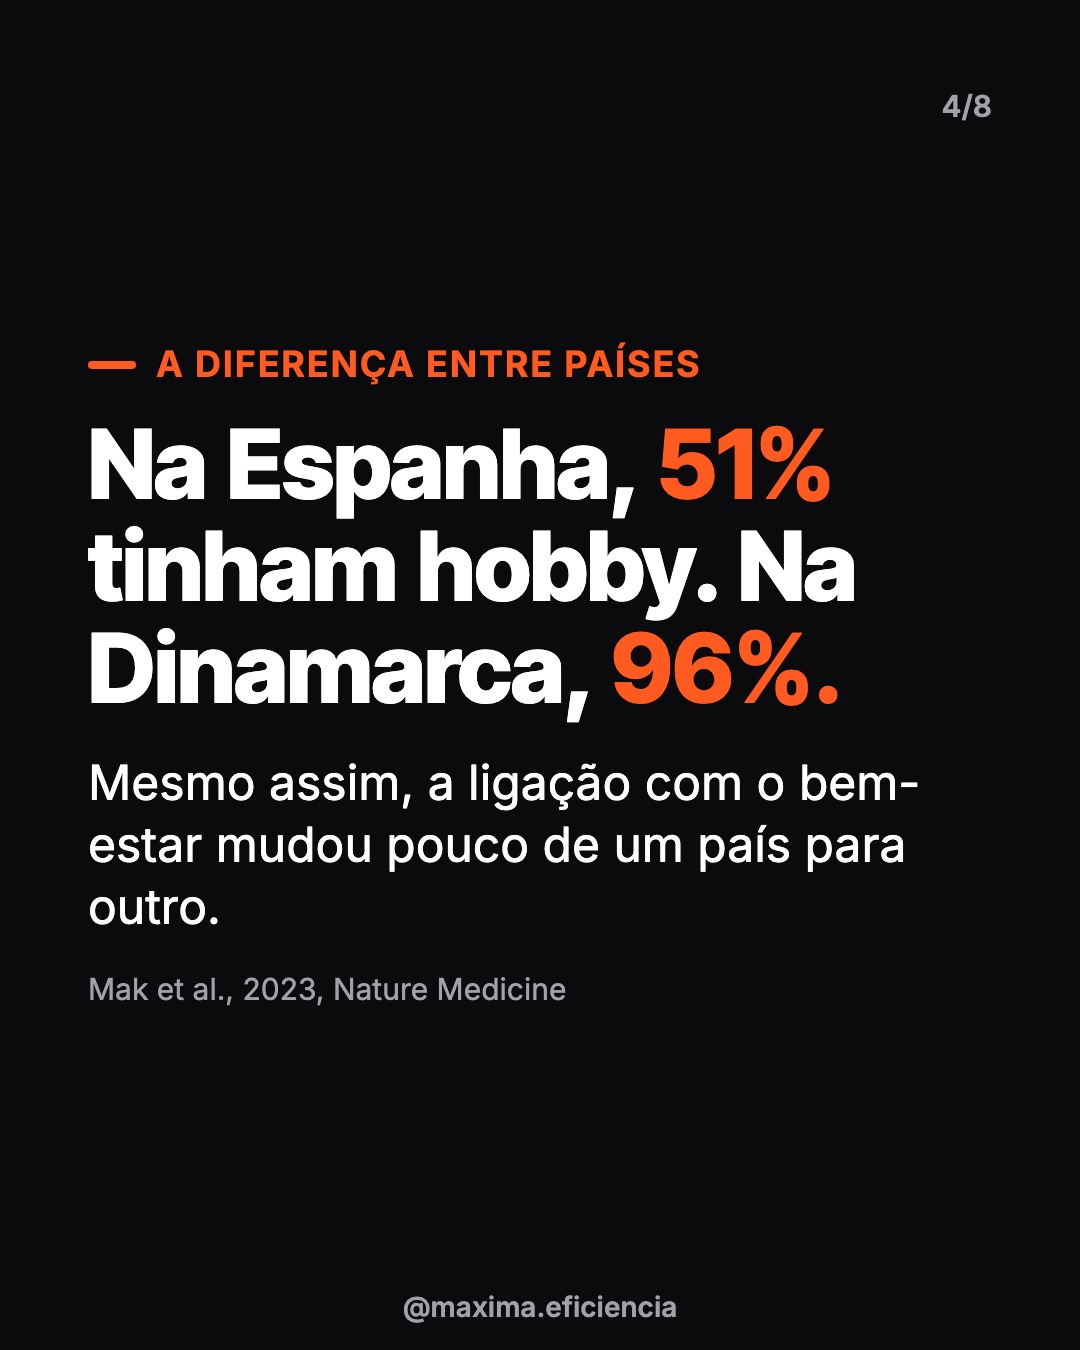 4/8
A DIFERENÇA ENTRE PAÍSES
Na Espanha, 51%
tinham hobby. Na
Dinamarca, 96%.
Mesmo assim, a ligação com o bem-
estar mudou pouco de um país para
outro.
Mak et al., 2023, Nature Medicine
@maxima.eficiencia